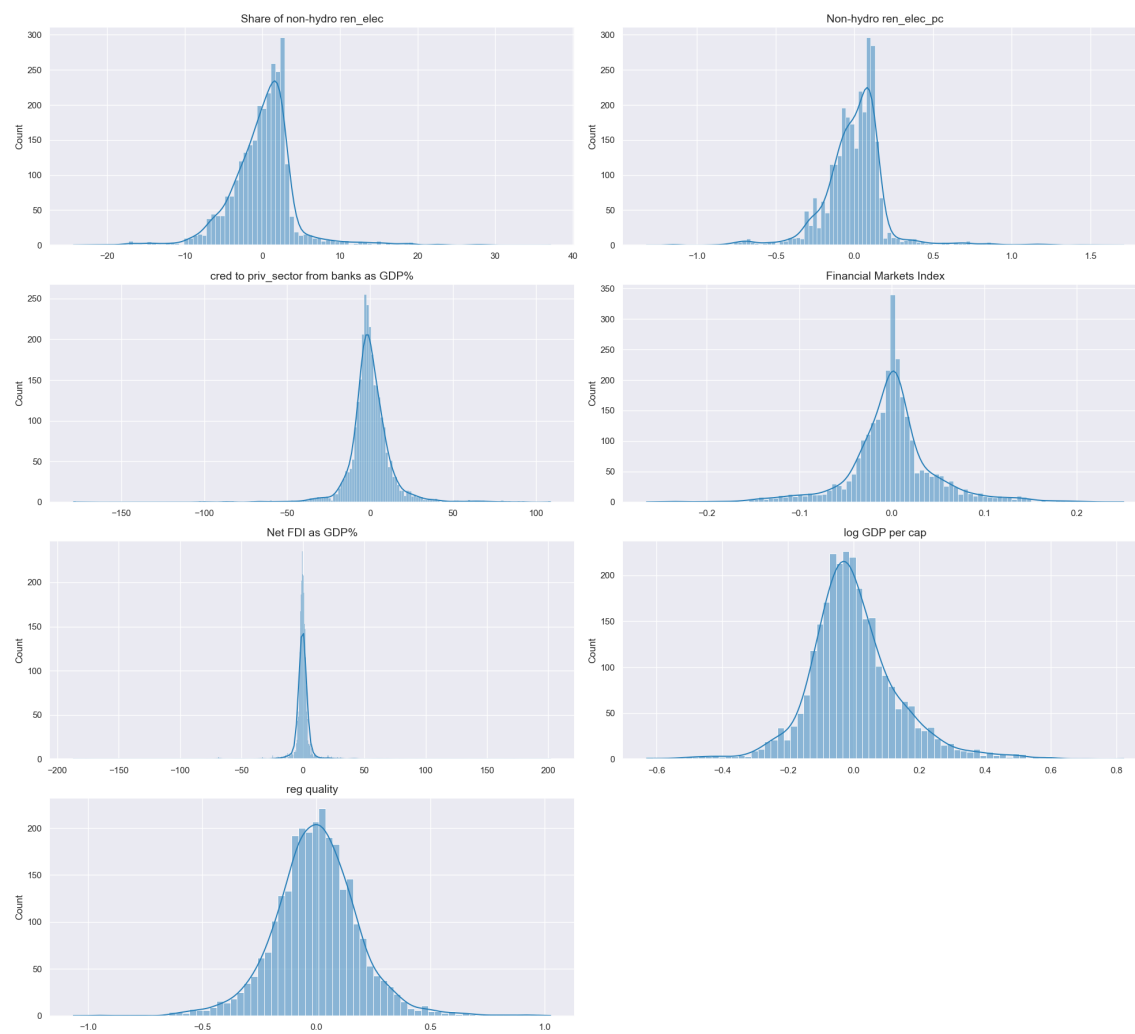 Share of non-hydro ren_elec
Count
300
250
200
150
100
50
0
−20 −10 0 10 20 30 40
Non-hydro ren_elec_pc
Count
300
250
200
150
100
50
0
−1.0 −0.5 0.0 0.5 1.0 1.5
cred to priv_sector from banks as GDP%
Count
250
200
150
100
50
0
−150 −100 −50 0 50 100
Financial Markets Index
Count
350
300
250
200
150
100
50
0
−0.2 −0.1 0.0 0.1 0.2
Net FDI as GDP%
Count
200
150
100
50
0
−200 −150 −100 −50 0 50 100 150 200
log GDP per cap
Count
200
150
100
50
0
−0.6 −0.4 −0.2 0.0 0.2 0.4 0.6 0.8
reg quality
Count
200
150
100
50
0
−1.0 −0.5 0.0 0.5 1.0